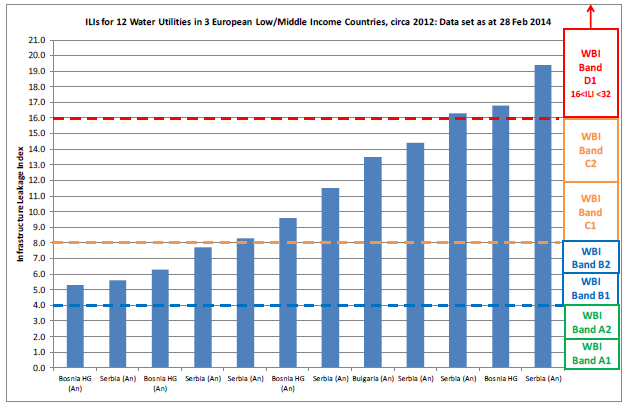 ILIs for 12 Water Utilities in 3 European Low/Middle Income Countries, circa 2012: Data set as at 28 Feb 2014
Infrastructure Leakage Index
21.0
20.0
19.0
18.0
17.0
16.0
15.0
14.0
13.0
12.0
11.0
10.0
9.0
8.0
7.0
6.0
5.0
4.0
3.0
2.0
1.0
0.0
Bosnia HG
(An)
Serbia (An)
Bosnia HG
(An)
Serbia (An)
Serbia (An)
Bosnia HG
(An)
Serbia (An)
Bulgaria (An)
Serbia (An)
Serbia (An)
Bosnia HG
Serbia (An)
WBI
Band
D1
16<ILI <32
WBI
Band
C2
WBI
Band
C1
WBI
Band B2
WBI
Band B1
WBI
Band A2
WBI
Band A1